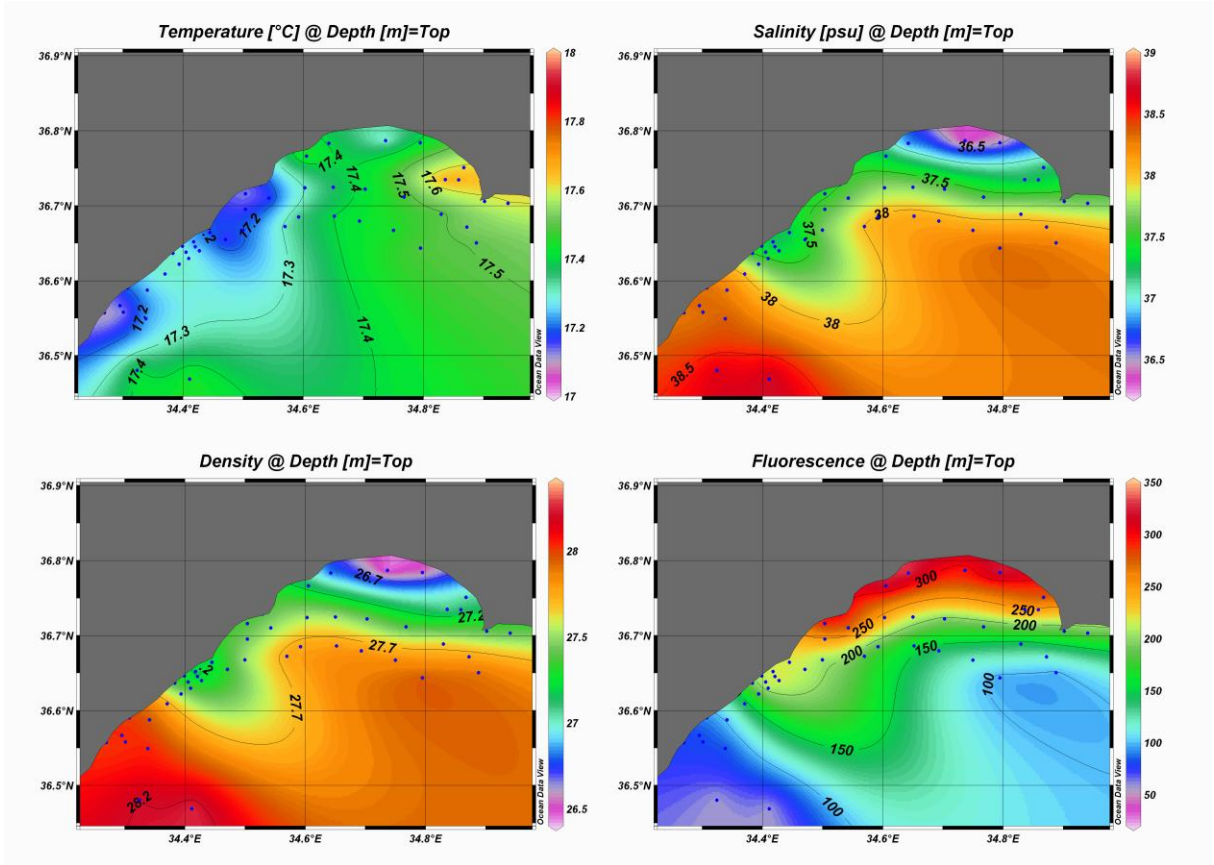 Temperature [°C] @ Depth [m]=Top
36.9°N
36.8°N
36.7°N
36.6°N
36.5°N
34.4°E
34.6°E
34.8°E
17.4
17.4
17.5
17.6
17.2
2
17.3
17.2
17.3
17.4
17.4
17.5
18
17.8
17.6
17.4
17.2
17
Ocean Data View
Salinity [psu] @ Depth [m]=Top
36.9°N
36.8°N
36.7°N
36.6°N
36.5°N
34.4°E
34.6°E
34.8°E
36.5
37.5
38
37.5
38
38
38.5
39
38.5
38
37.5
37
36.5
Ocean Data View
Density @ Depth [m]=Top
36.9°N
36.8°N
36.7°N
36.6°N
36.5°N
34.4°E
34.6°E
34.8°E
26.7
27.2
27.7
2
27.7
28.2
28
27.5
27
26.5
Ocean Data View
Fluorescence @ Depth [m]=Top
36.9°N
36.8°N
36.7°N
36.6°N
36.5°N
34.4°E
34.6°E
34.8°E
300
250
250
200
200
150
100
150
100
350
300
250
200
150
100
50
Ocean Data View